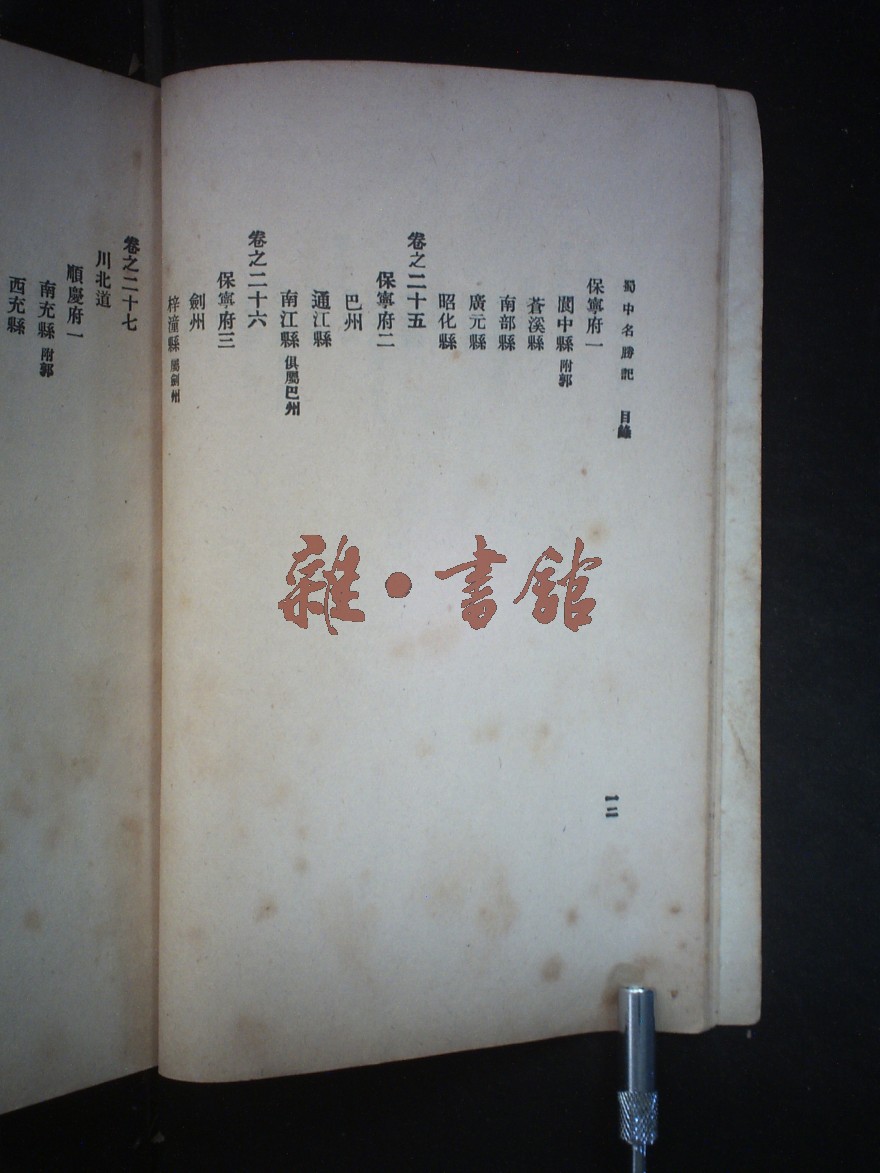 蜀中名勝記 目錄
保寧府一
閬中縣 附郭
蒼溪縣
南部縣
廣元縣
昭化縣
卷之二十五
保寧府二
巴州
通江縣
南江縣 俱屬巴州
卷之二十六
保寧府三
劍州
梓潼縣 屬劍州
一二
卷之二十七
川北道
順慶府一
南充縣 附郭
西充縣
雜·書館